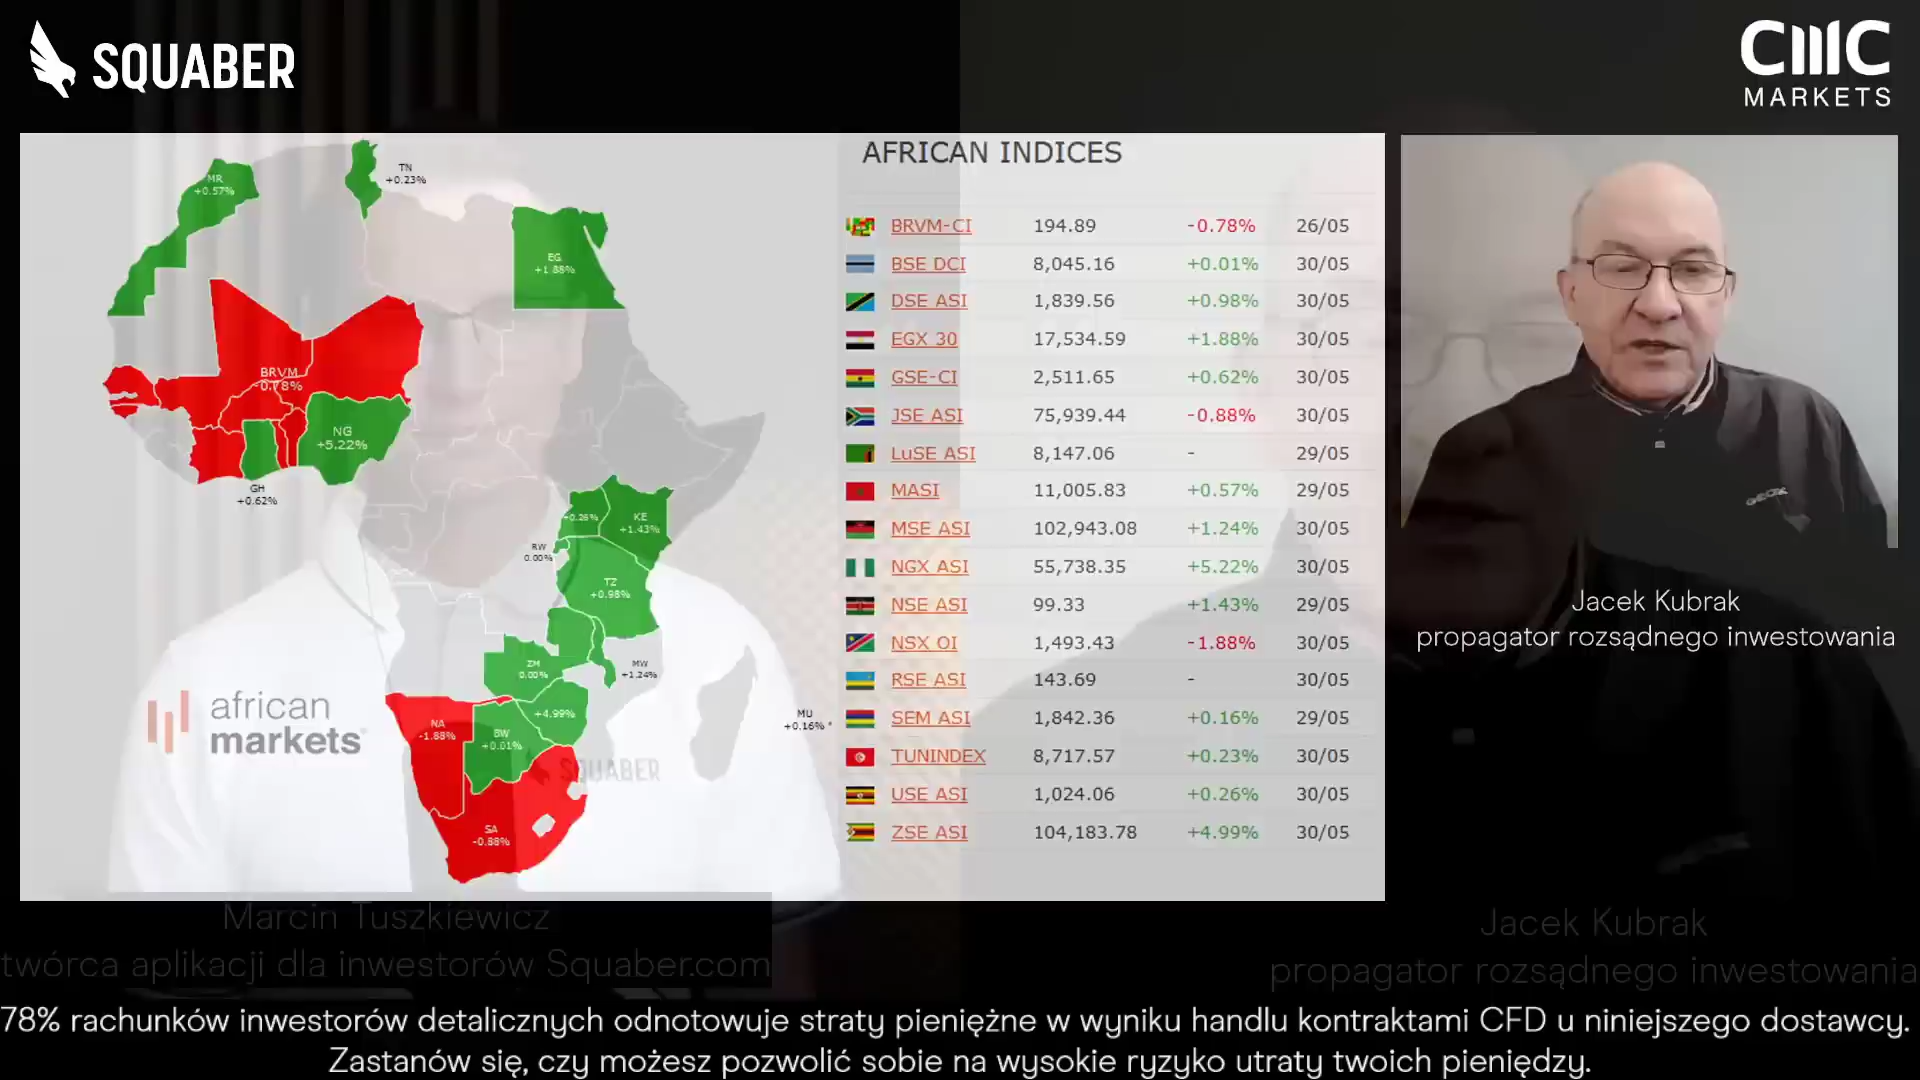 SQUABER
CMC
MARKETS
AFRICAN INDICES
BRVM-CI 194.89 -0.78% 26/05
BSE DCI 8,045.16 +0.01% 30/05
DSE ASI 1,839.56 +0.98% 30/05
EGX 30 17,534.59 +1.88% 30/05
GSE-CI 2,511.65 +0.62% 30/05
JSE ASI 75,939.44 -0.88% 30/05
LuSE ASI 8,147.06 - 29/05
MASI 11,005.83 +0.57% 29/05
MSE ASI 102,943.08 +1.24% 30/05
NGX ASI 55,738.35 +5.22% 30/05
NSE ASI 99.33 +1.43% 29/05
NSX OI 1,493.43 -1.88% 30/05
RSE ASI 143.69 - 30/05
SEM ASI 1,842.36 +0.16% 29/05
TUNINDEX 8,717.57 +0.23% 30/05
USE ASI 1,024.06 +0.26% 30/05
ZSE ASI 104,183.78 +4.99% 30/05
TN
+0.23%
MR
+0.57%
EG
+1.88%
BRVM
-0.78%
NG
+5.22%
GH
+0.62%
+0.26%
KE
+1.43%
RW
0.00%
TZ
+0.98%
ZM
0.00%
MW
+1.24%
+4.99%
MU
+0.16% *
NA
-1.88%
BW
+0.01%
SA
-0.88%
african
markets
SQUABER
GEOX
Jacek Kubrak
propagator rozsądnego inwestowania
Marcin Tuszkiewicz
twórca aplikacji dla inwestorów Squaber.com
Jacek Kubrak
propagator rozsądnego inwestowania
78% rachunków inwestorów detalicznych odnotowuje straty pieniężne w wyniku handlu kontraktami CFD u niniejszego dostawcy.
Zastanów się, czy możesz pozwolić sobie na wysokie ryzyko utraty twoich pieniędzy.